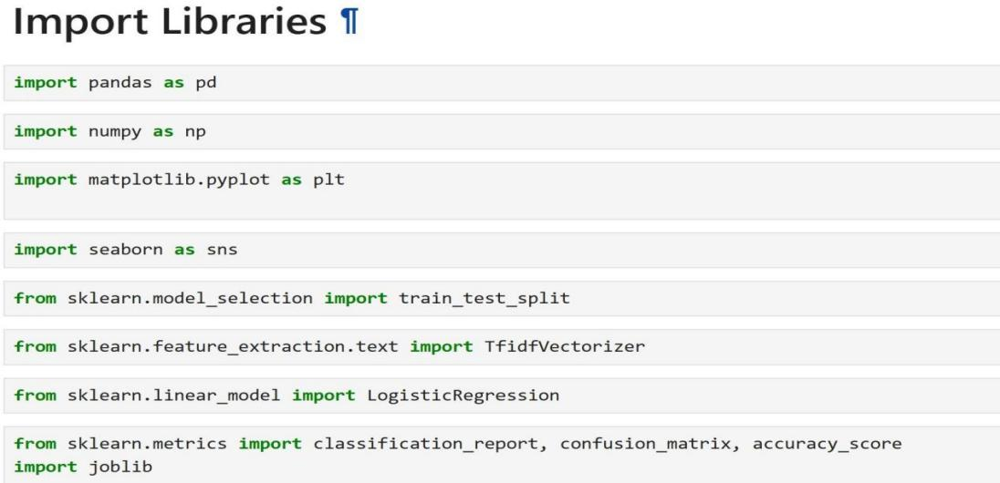 Import Libraries ¶
import pandas as pd
import numpy as np
import matplotlib.pyplot as plt
import seaborn as sns
from sklearn.model_selection import train_test_split
from sklearn.feature_extraction.text import TfidfVectorizer
from sklearn.linear_model import LogisticRegression
from sklearn.metrics import classification_report, confusion_matrix, accuracy_score
import joblib